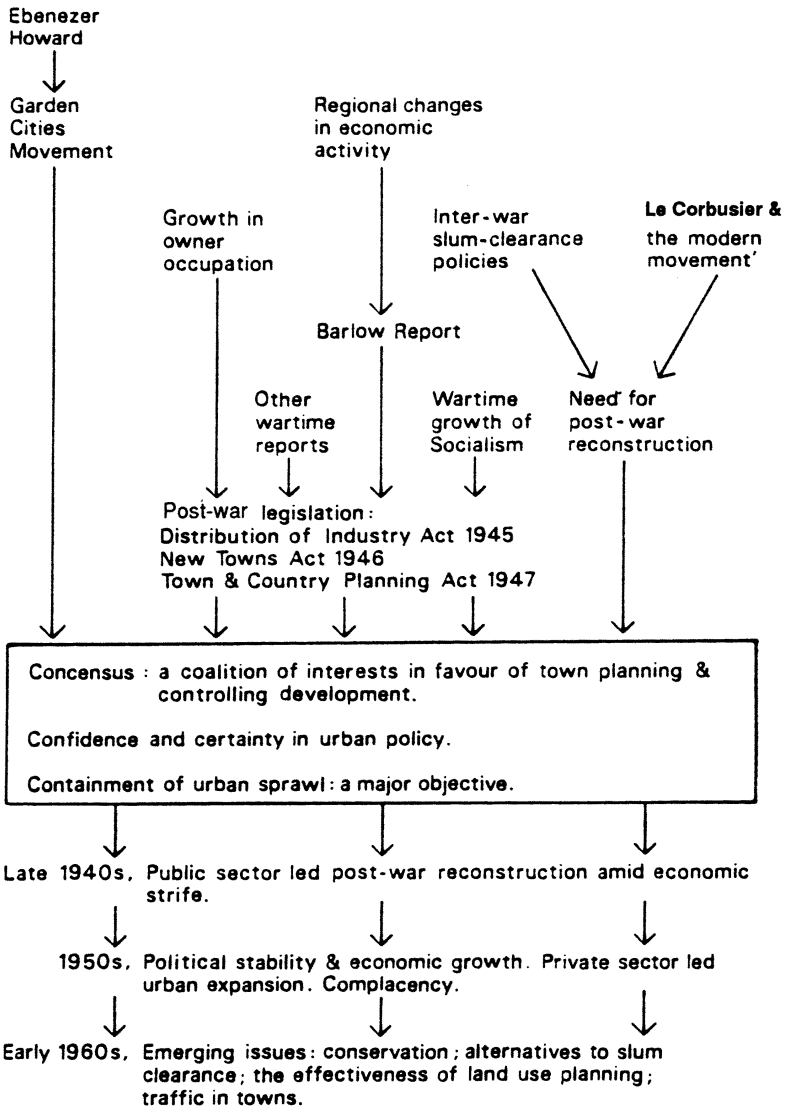 Ebenezer
Howard
Garden
Cities
Movement
Regional changes
in economic
activity
Growth in
owner
occupation
Inter-war
slum-clearance
policies
Le Corbusier &
the modern
movement'
Barlow Report
Other
wartime
reports
Wartime
growth of
Socialism
Need for
post-war
reconstruction
Post-war legislation:
Distribution of Industry Act 1945
New Towns Act 1946
Town & Country Planning Act 1947
Concensus : a coalition of interests in favour of town planning &
controlling development.
Confidence and certainty in urban policy.
Containment of urban sprawl : a major objective.
Late 1940s, Public sector led post-war reconstruction amid economic
strife.
1950s, Political stability & economic growth. Private sector led
urban expansion. Complacency.
Early 1960s, Emerging issues : conservation ; alternatives to slum
clearance ; the effectiveness of land use planning ;
traffic in towns.